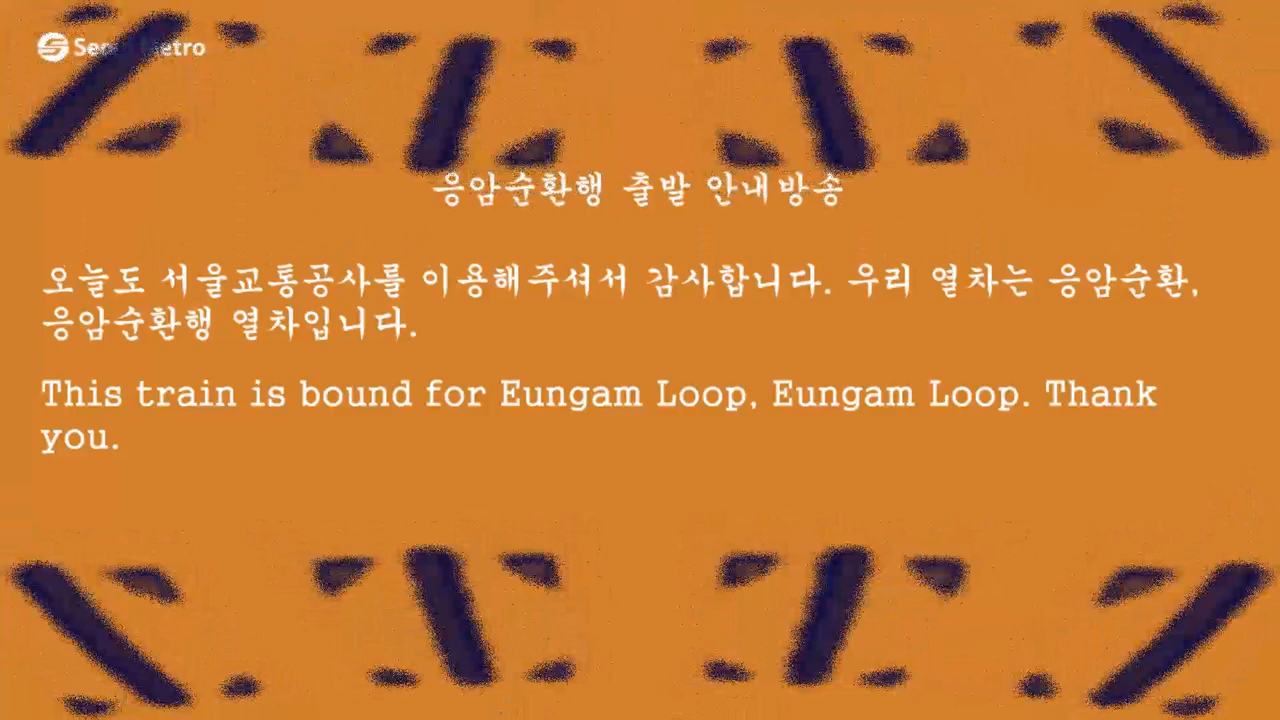 Seoul Metro
응암순환행 출발 안내방송
오늘도 서울교통공사를 이용해주셔서 감사합니다. 우리 열차는 응암순환,
응암순환행 열차입니다.
This train is bound for Eungam Loop, Eungam Loop. Thank
you.